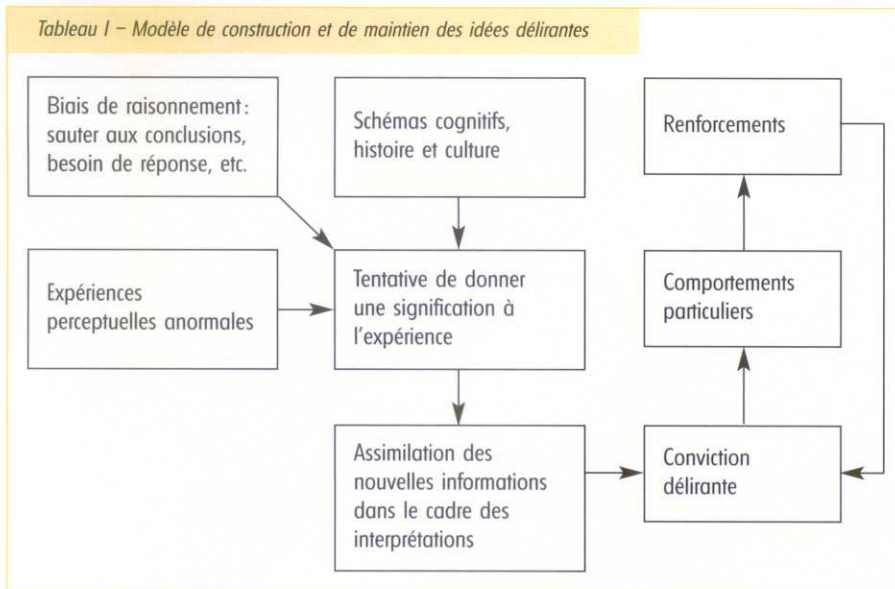 Tableau I – Modèle de construction et de maintien des idées délirantes
Biais de raisonnement :
sauter aux conclusions,
besoin de réponse, etc.
Schémas cognitifs,
histoire et culture
Renforcements
Expériences
perceptuelles anormales
Tentative de donner
une signification à
l’expérience
Comportements
particuliers
Assimilation des
nouvelles informations
dans le cadre des
interprétations
Conviction
délirante